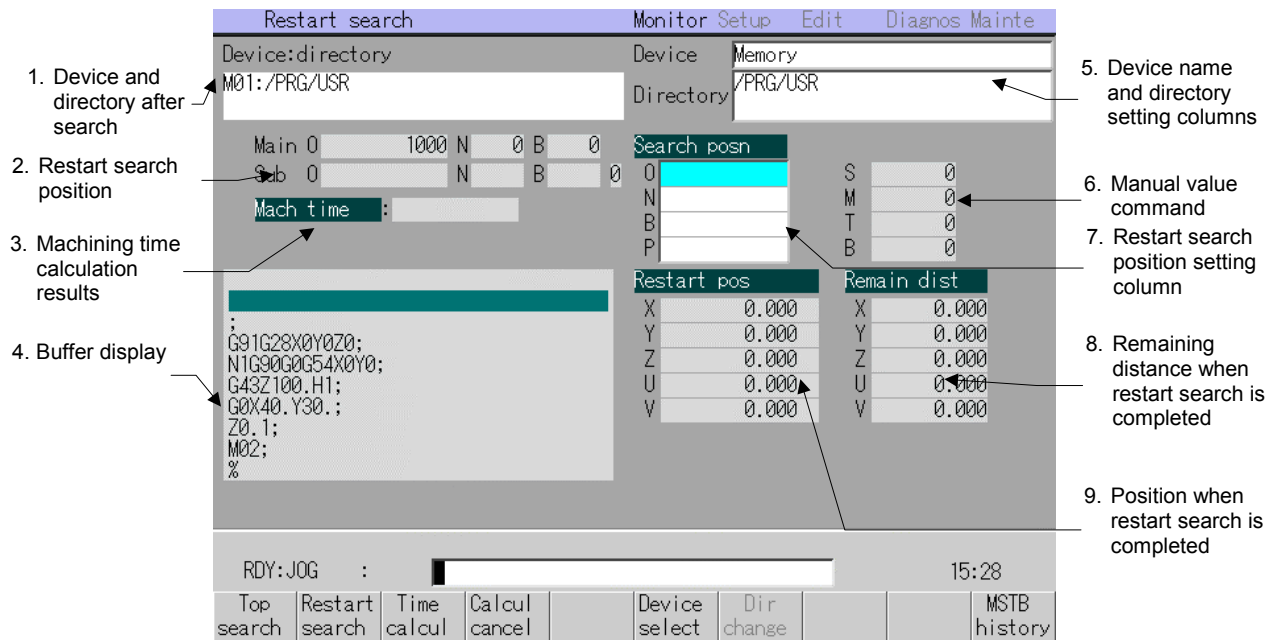 Restart search Monitor Setup Edit Diagnos Mainte
Device:directory
M01:/PRG/USR
Device Memory
Directory /PRG/USR
Main O 1000 N 0 B 0
Sub O N B 0
Mach time :
Search posn
O
N
B
P
S 0
M 0
T 0
B 0
Restart pos
X 0.000
Y 0.000
Z 0.000
U 0.000
V 0.000
Remain dist
X 0.000
Y 0.000
Z 0.000
U 0.000
V 0.000
;
G91G28X0Y0Z0;
N1G90G0G54X0Y0;
G43Z100.H1;
G0X40.Y30.;
Z0.1;
M02;
%
RDY:JOG : 15:28
Top search
Restart search
Time calcul
Calcul cancel
Device select
Dir change
MSTB history
1. Device and
directory after
search
2. Restart search
position
3. Machining time
calculation
results
4. Buffer display
5. Device name
and directory
setting columns
6. Manual value
command
7. Restart search
position setting
column
8. Remaining
distance when
restart search is
completed
9. Position when
restart search is
completed